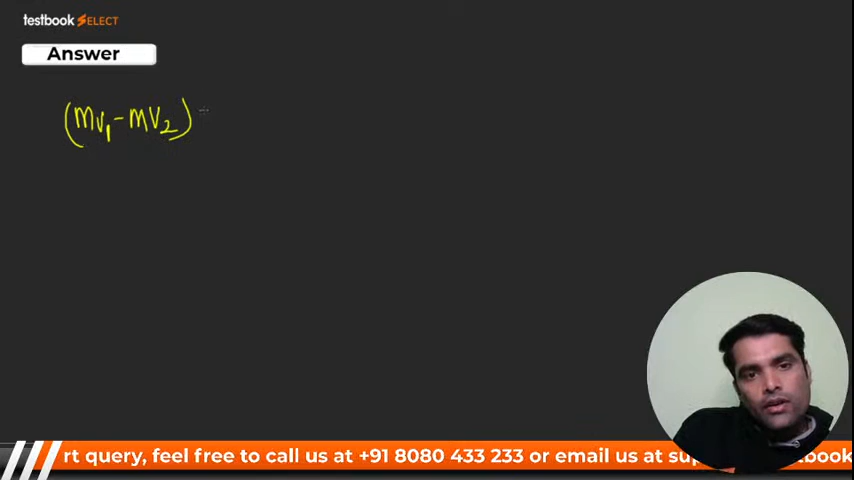 testbook SELECT
Answer
(mv₁-mv₂)
rt query, feel free to call us at +91 8080 433 233 or email us at sup
book